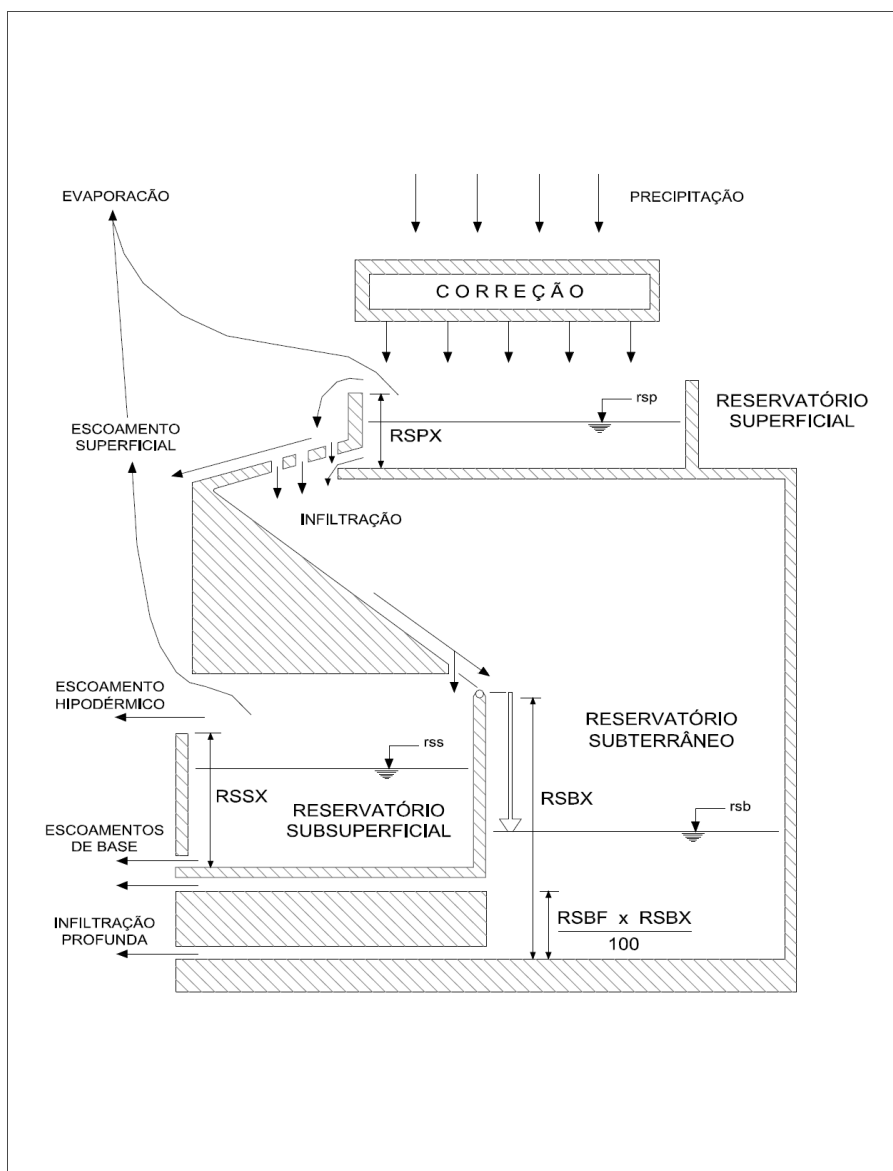 EVAPORACÃO
PRECIPITAÇÃO
CORREÇÃO
rsp
RESERVATÓRIO
SUPERFICIAL
RSPX
ESCOAMENTO
SUPERFICIAL
INFILTRAÇÃO
ESCOAMENTO
HIPODÉRMICO
RESERVATÓRIO
SUBTERRÂNEO
rss
RSSX
RESERVATÓRIO
SUBSUPERFICIAL
RSBX
rsb
ESCOAMENTOS
DE BASE
INFILTRAÇÃO
PROFUNDA
RSBF x RSBX
100